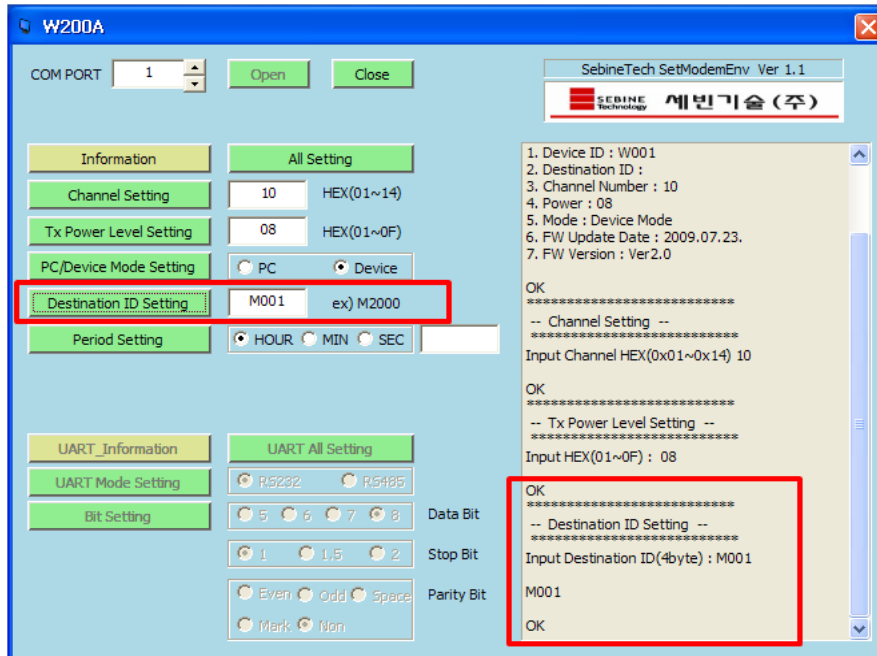 W200A
COM PORT 1 Open Close
SebineTech SetModemEnv Ver 1.1
SEBINE Technology 세빈기술(주)
Information All Setting
Channel Setting 10 HEX(01~14)
Tx Power Level Setting 08 HEX(01~0F)
PC/Device Mode Setting PC Device
Destination ID Setting M001 ex) M2000
Period Setting HOUR MIN SEC
UART_Information UART All Setting
UART Mode Setting RS232 RS485
Bit Setting 5 6 7 8 Data Bit
1 1.5 2 Stop Bit
Even Odd Space Parity Bit
Mark Non
1. Device ID : W001
2. Destination ID :
3. Channel Number : 10
4. Power : 08
5. Mode : Device Mode
6. FW Update Date : 2009.07.23.
7. FW Version : Ver2.0
OK
**************************
-- Channel Setting --
**************************
Input Channel HEX(0x01~0x14) 10
OK
**************************
-- Tx Power Level Setting --
**************************
Input HEX(01~0F) : 08
OK
**************************
-- Destination ID Setting --
**************************
Input Destination ID(4byte) : M001
M001
OK